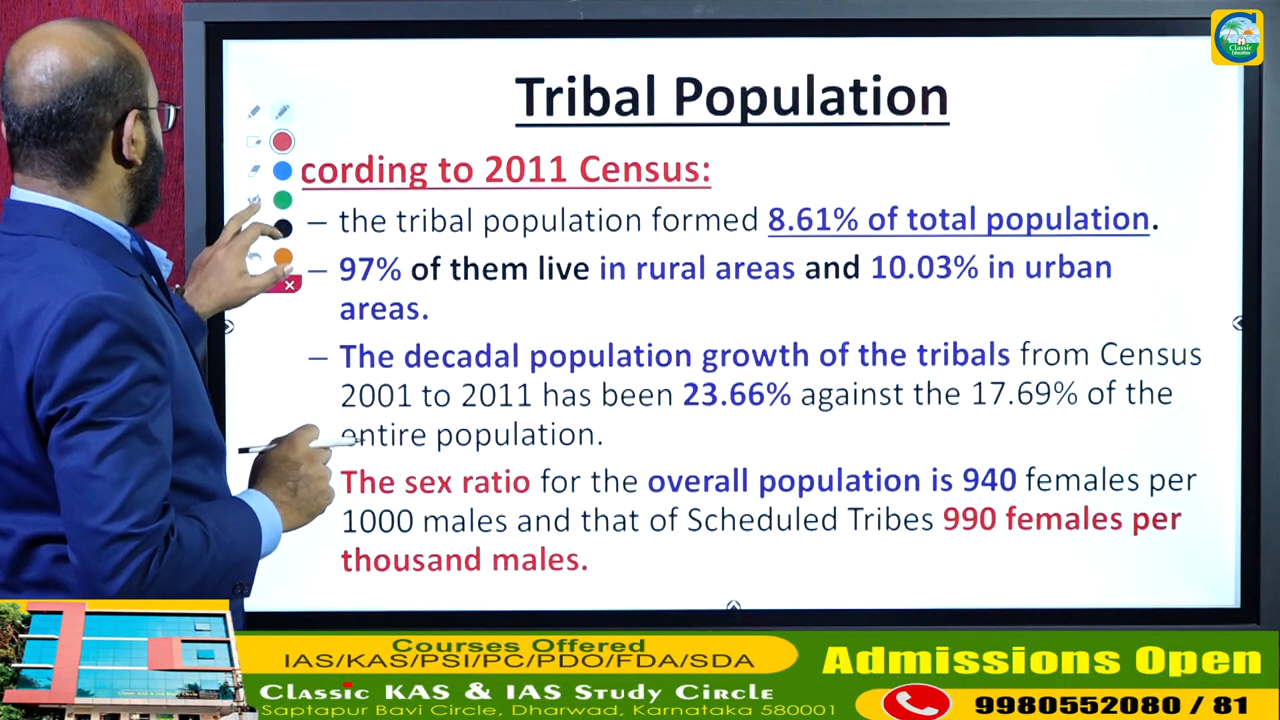 Classic
Education
Tribal Population
cording to 2011 Census:
– the tribal population formed 8.61% of total population.
– 97% of them live in rural areas and 10.03% in urban
areas.
– The decadal population growth of the tribals from Census
2001 to 2011 has been 23.66% against the 17.69% of the
entire population.
The sex ratio for the overall population is 940 females per
1000 males and that of Scheduled Tribes 990 females per
thousand males.
Courses Offered
IAS/KAS/PSI/PC/PDO/FDA/SDA
Classic KAS & IAS Study Circle
Saptapur Bavi Circle, Dharwad, Karnataka 580001
Admissions Open
9980552080 / 81